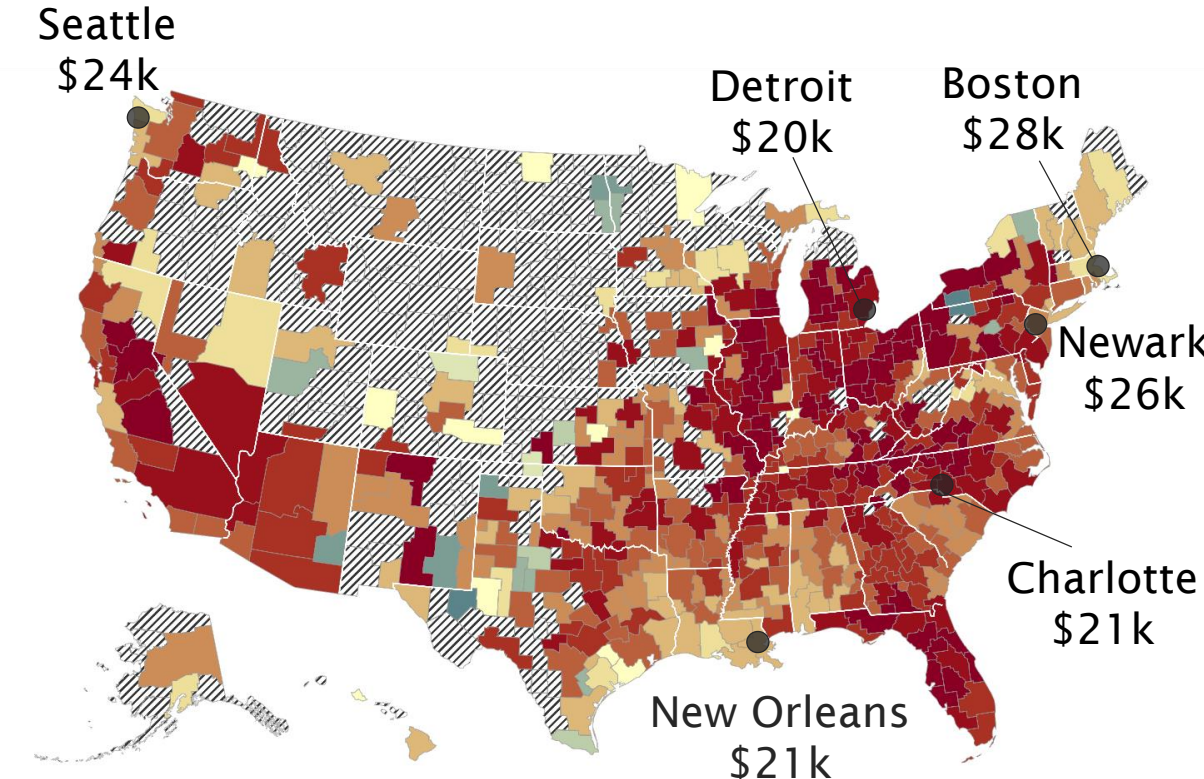 Seattle
$24k
Detroit
$20k
Boston
$28k
Newark
$26k
Charlotte
$21k
New Orleans
$21k